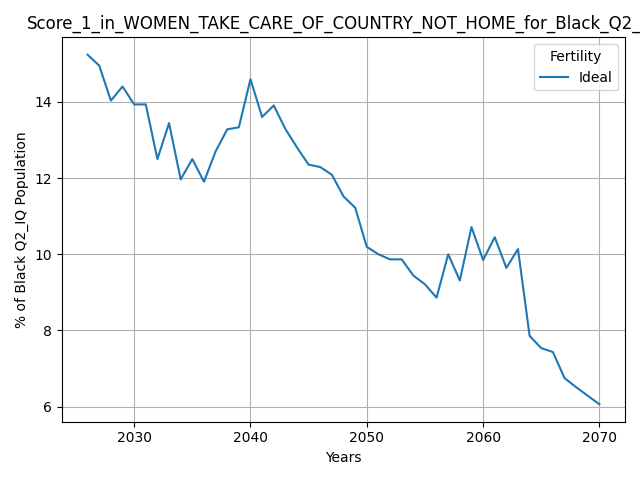 Score_1_in_WOMEN_TAKE_CARE_OF_COUNTRY_NOT_HOME_for_Black_Q2_
Fertility
Ideal
% of Black Q2_IQ Population
14
12
10
8
6
2030 2040 2050 2060 2070
Years